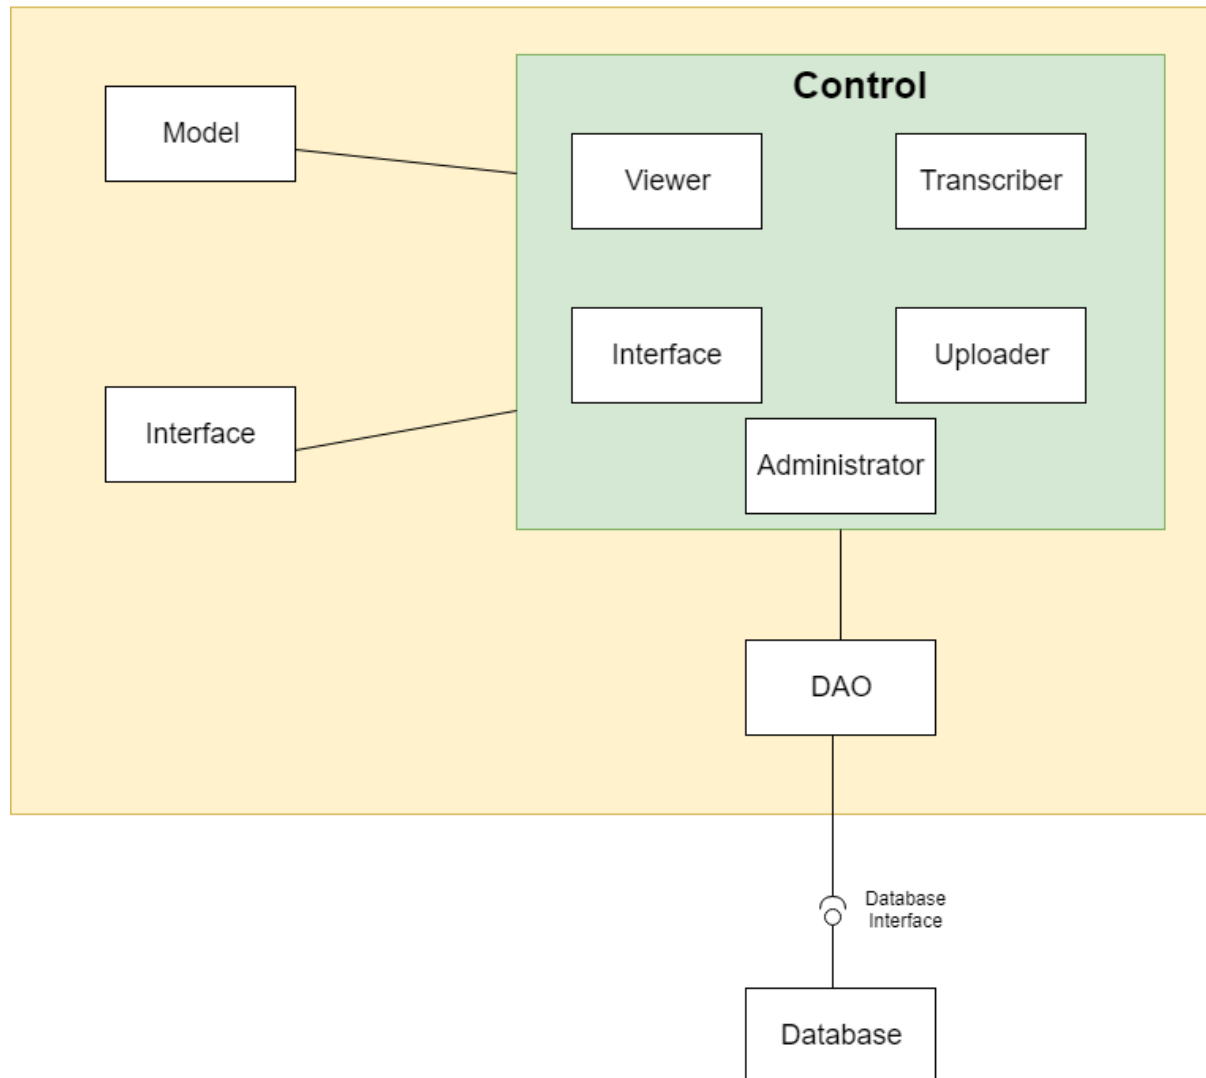 Control
Model
Viewer
Transcriber
Interface
Uploader
Interface
Administrator
DAO
Database
Interface
Database